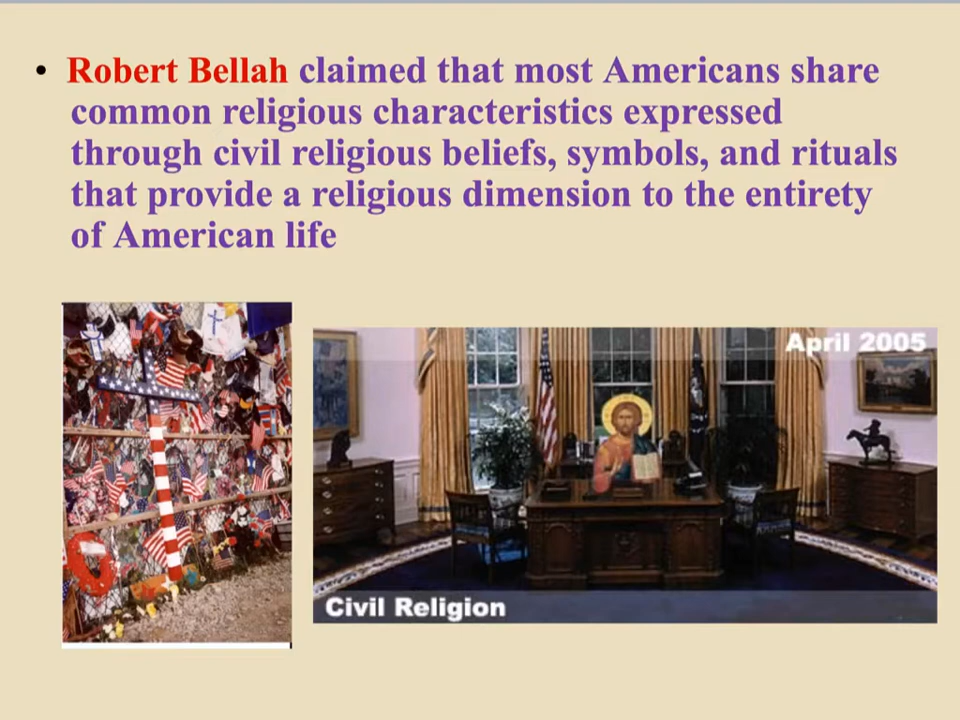 • Robert Bellah claimed that most Americans share
common religious characteristics expressed
through civil religious beliefs, symbols, and rituals
that provide a religious dimension to the entirety
of American life
April 2005
Civil Religion